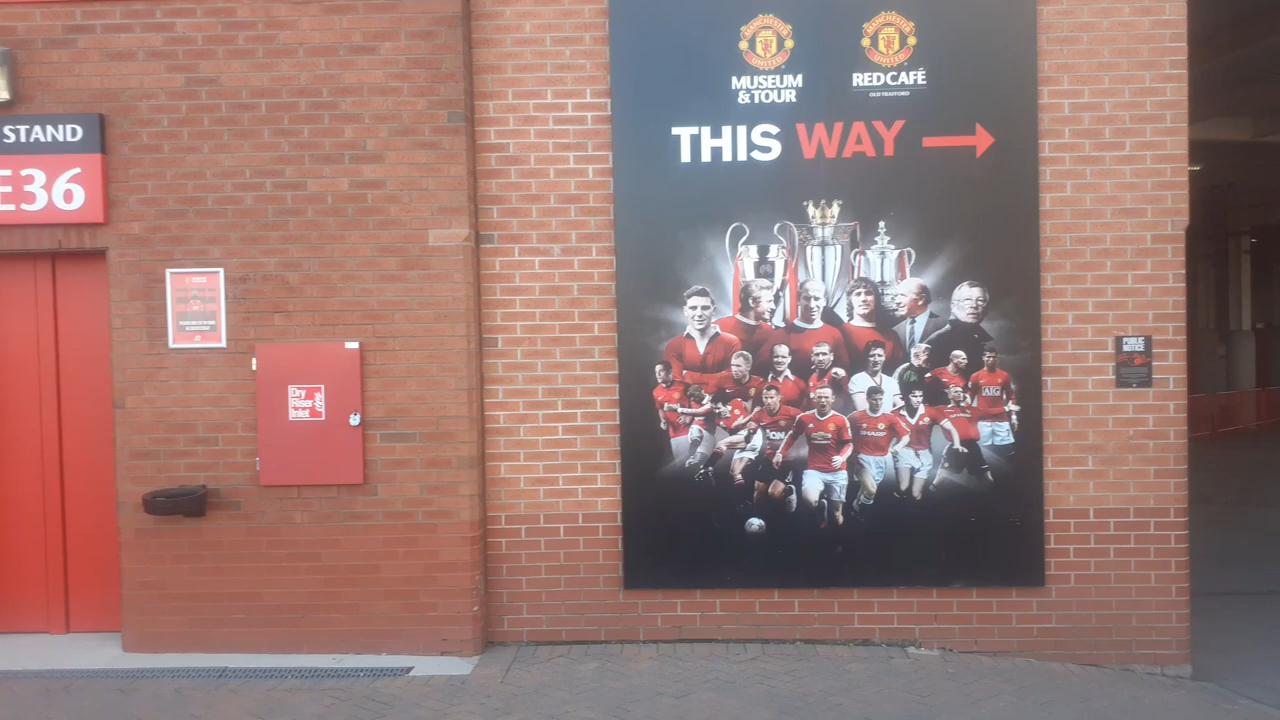 STAND
E36
Dry
Riser
Inlet
MANCHESTER
UNITED
MUSEUM
& TOUR
MANCHESTER
UNITED
RED CAFÉ
OLD TRAFFORD
THIS WAY
AIG
SHARP
PUBLIC
NOTICE